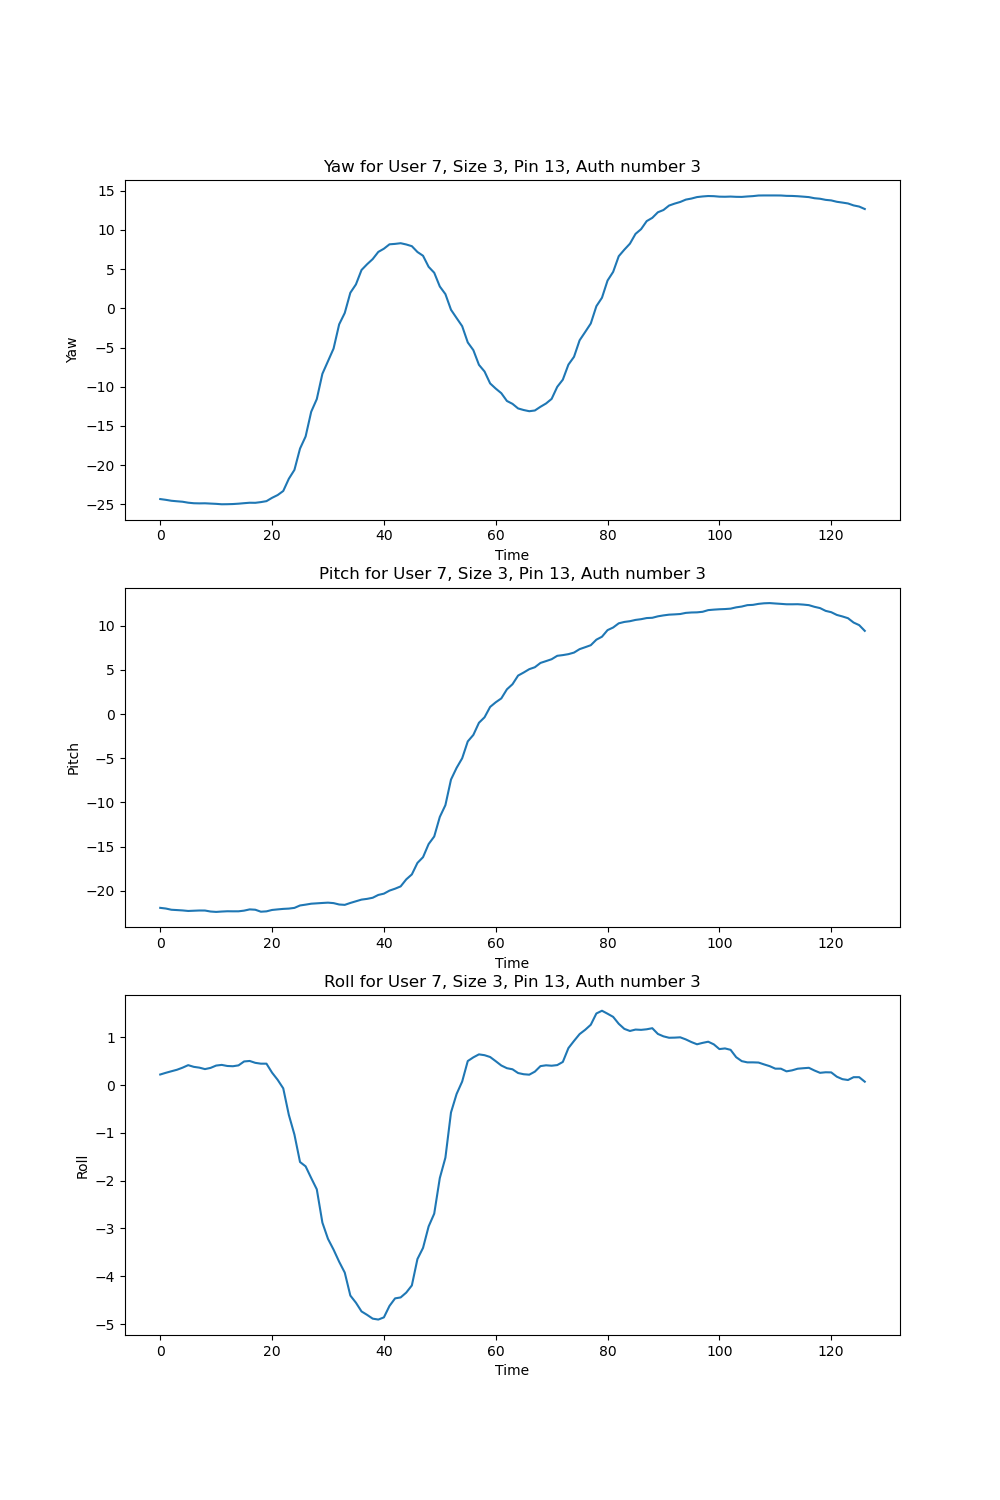 Yaw for User 7, Size 3, Pin 13, Auth number 3
15
10
5
0
−5
−10
−15
−20
−25
Yaw
0 20 40 60 80 100 120
Time
Pitch for User 7, Size 3, Pin 13, Auth number 3
10
5
0
−5
−10
−15
−20
Pitch
0 20 40 60 80 100 120
Time
Roll for User 7, Size 3, Pin 13, Auth number 3
1
0
−1
−2
−3
−4
−5
Roll
0 20 40 60 80 100 120
Time